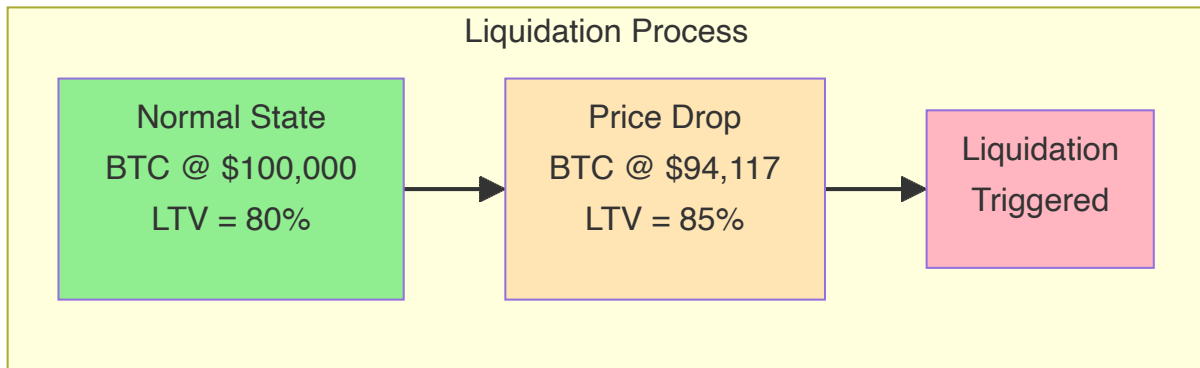 Liquidation Process
Normal State
BTC @ $100,000
LTV = 80%
Price Drop
BTC @ $94,117
LTV = 85%
Liquidation
Triggered